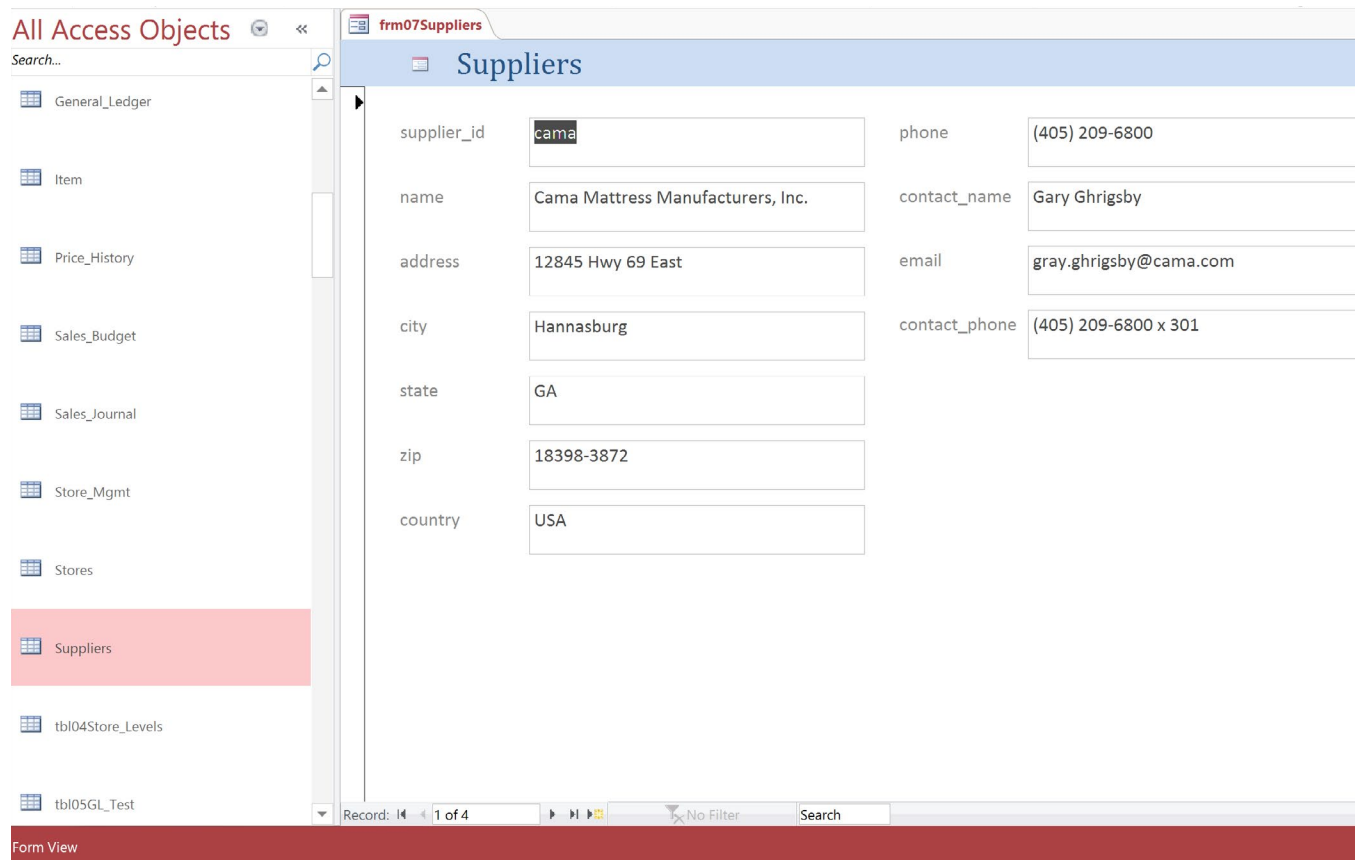 All Access Objects
Search...
General_Ledger
Item
Price_History
Sales_Budget
Sales_Journal
Store_Mgmt
Stores
Suppliers
tbl04Store_Levels
tbl05GL_Test
frm07Suppliers
Suppliers
supplier_id cama
name Cama Mattress Manufacturers, Inc.
address 12845 Hwy 69 East
city Hannasburg
state GA
zip 18398-3872
country USA
phone (405) 209-6800
contact_name Gary Ghrigsby
email gray.ghrigsby@cama.com
contact_phone (405) 209-6800 x 301
Record: 1 of 4 No Filter Search
Form View